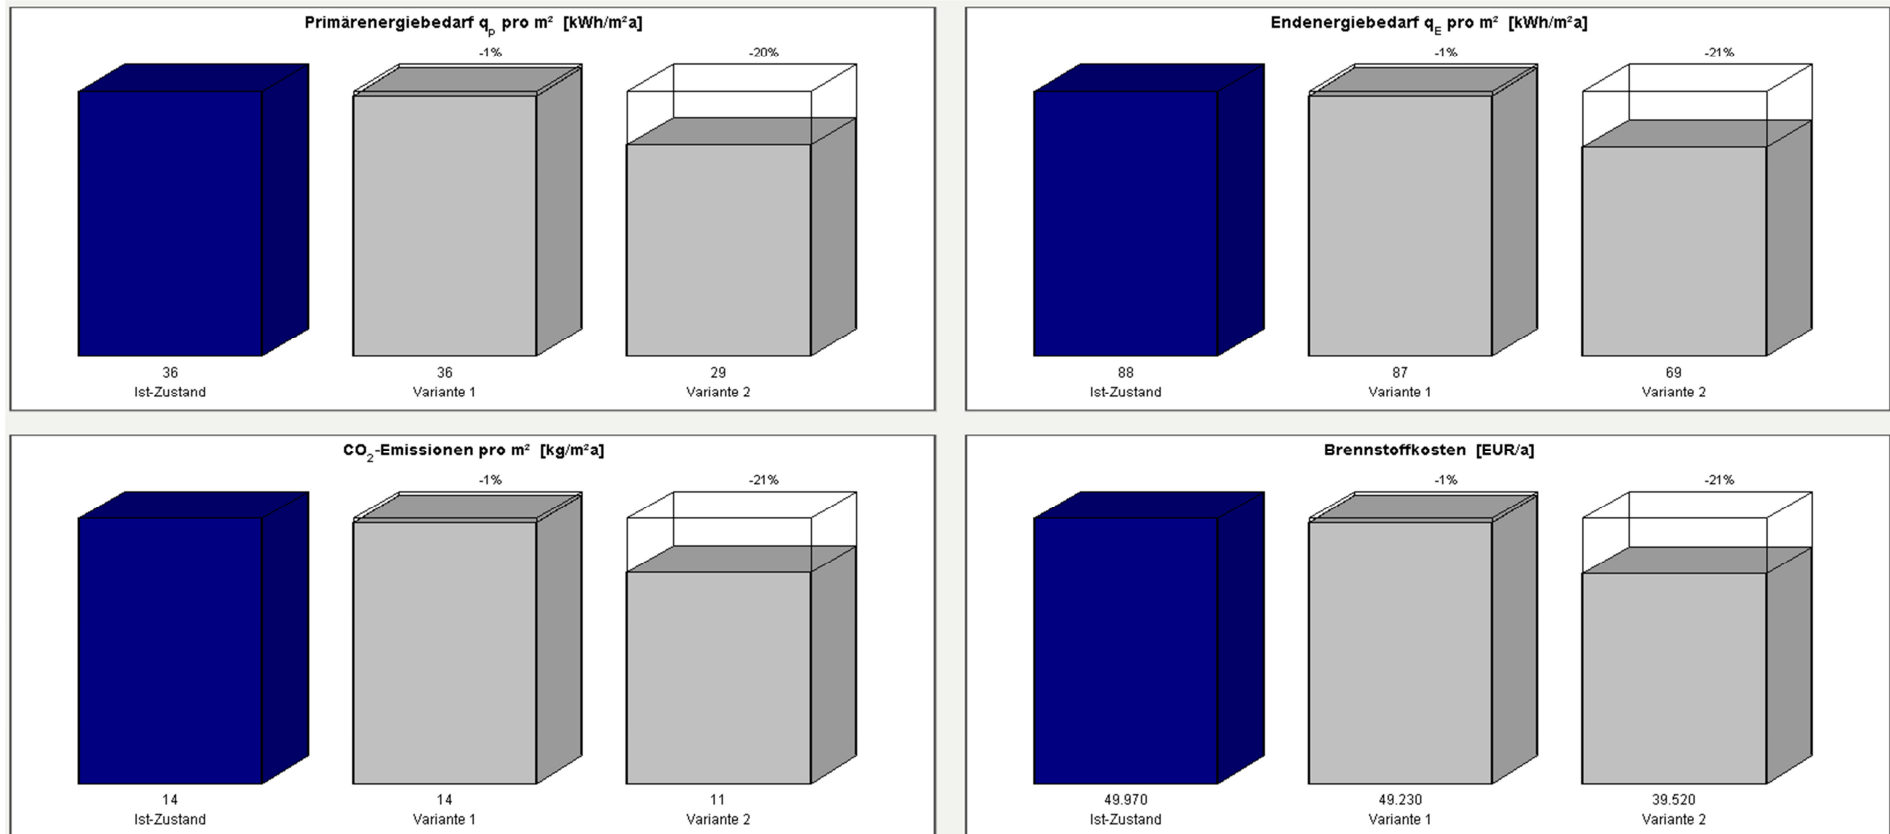 Primärenergiebedarf qp pro m² [kWh/m²a]
-1%
-20%
36
36
29
Ist-Zustand
Variante 1
Variante 2
Endenergiebedarf qE pro m² [kWh/m²a]
-1%
-21%
88
87
69
Ist-Zustand
Variante 1
Variante 2
CO2-Emissionen pro m² [kg/m²a]
-1%
-21%
14
14
11
Ist-Zustand
Variante 1
Variante 2
Brennstoffkosten [EUR/a]
-1%
-21%
49.970
49.230
39.520
Ist-Zustand
Variante 1
Variante 2